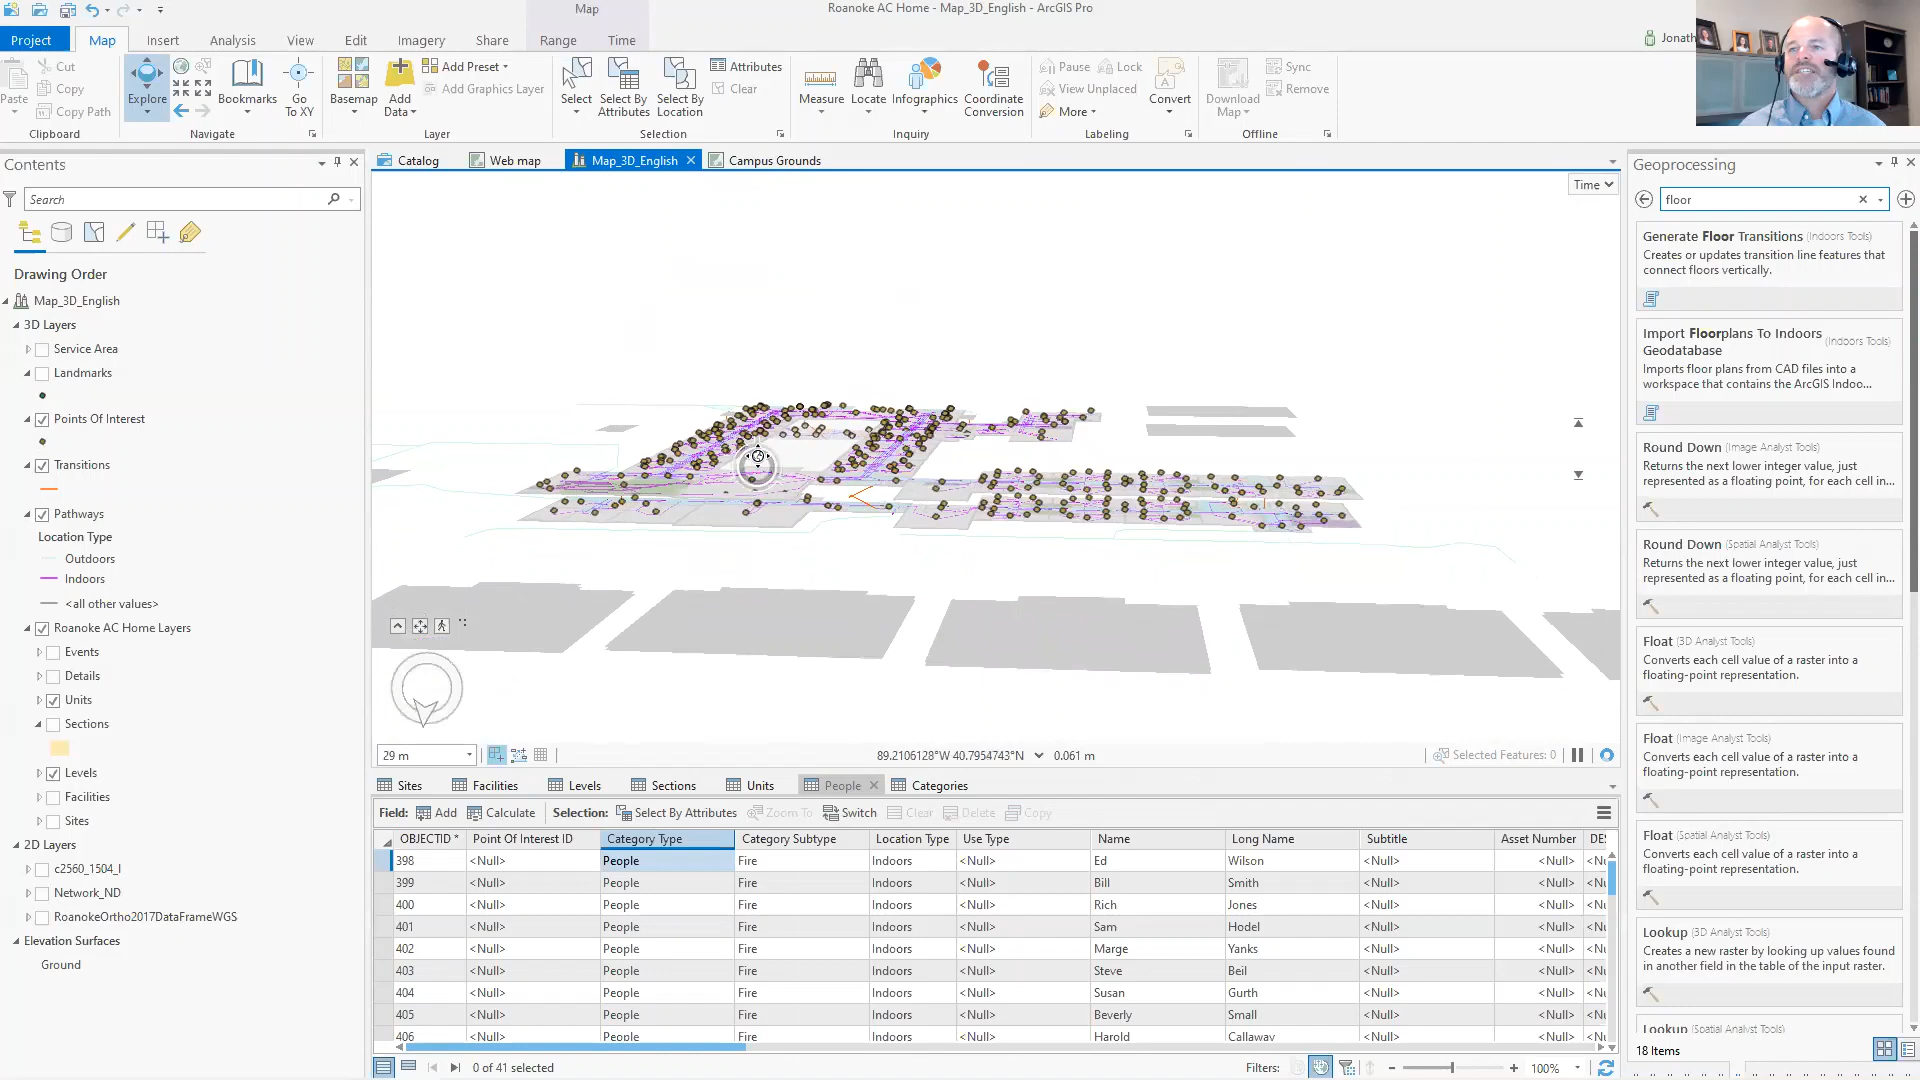 Map
Roanoke AC Home - Map_3D_English - ArcGIS Pro
Project
Map
Insert
Analysis
View
Edit
Imagery
Share
Range
Time
Jonath
Paste
Cut
Copy
Copy Path
Clipboard
Explore
Bookmarks
Go To XY
Navigate
Basemap
Add Data
Add Preset
Add Graphics Layer
Layer
Select
Select By Attributes
Select By Location
Attributes
Clear
Selection
Measure
Locate
Infographics
Coordinate Conversion
Inquiry
Pause
Lock
View Unplaced
More
Convert
Labeling
Download Map
Sync
Remove
Offline
Contents
Search
Drawing Order
Map_3D_English
3D Layers
Service Area
Landmarks
Points Of Interest
Transitions
Pathways
Location Type
Outdoors
Indoors
<all other values>
Roanoke AC Home Layers
Events
Details
Units
Sections
Levels
Facilities
Sites
2D Layers
c2560_1504_I
Network_ND
RoanokeOrtho2017DataFrameWGS
Elevation Surfaces
Ground
Catalog
Web map
Map_3D_English
Campus Grounds
Time
29 m
89.2106128°W 40.7954743°N
0.061 m
Selected Features: 0
Sites
Facilities
Levels
Sections
Units
People
Categories
Field: Add Calculate Selection: Select By Attributes Zoom To Switch Clear Delete Copy
OBJECTID * Point Of Interest ID Category Type Category Subtype Location Type Use Type Name Long Name Subtitle Asset Number
398 <Null> People Fire Indoors <Null> Ed Wilson <Null> <Null>
399 <Null> People Fire Indoors <Null> Bill Smith <Null> <Null>
400 <Null> People Fire Indoors <Null> Rich Jones <Null> <Null>
401 <Null> People Fire Indoors <Null> Sam Hodel <Null> <Null>
402 <Null> People Fire Indoors <Null> Marge Yanks <Null> <Null>
403 <Null> People Fire Indoors <Null> Steve Beil <Null> <Null>
404 <Null> People Fire Indoors <Null> Susan Gurth <Null> <Null>
405 <Null> People Fire Indoors <Null> Beverly Small <Null> <Null>
406 <Null> People Fire Indoors <Null> Harold Callaway <Null> <Null>
0 of 41 selected
Filters:
100%
Geoprocessing
floor
Generate Floor Transitions (Indoors Tools)
Creates or updates transition line features that
connect floors vertically.
Import Floorplans To Indoors
Geodatabase
(Indoors Tools)
Imports floor plans from CAD files into a
workspace that contains the ArcGIS Indoo...
Round Down (Image Analyst Tools)
Returns the next lower integer value, just
represented as a floating point, for each cell in...
Round Down (Spatial Analyst Tools)
Returns the next lower integer value, just
represented as a floating point, for each cell in...
Float (3D Analyst Tools)
Converts each cell value of a raster into a
floating-point representation.
Float (Image Analyst Tools)
Converts each cell value of a raster into a
floating-point representation.
Float (Spatial Analyst Tools)
Converts each cell value of a raster into a
floating-point representation.
Lookup (3D Analyst Tools)
Creates a new raster by looking up values found
in another field in the table of the input raster.
Lookup (Spatial Analyst Tools)
18 Items